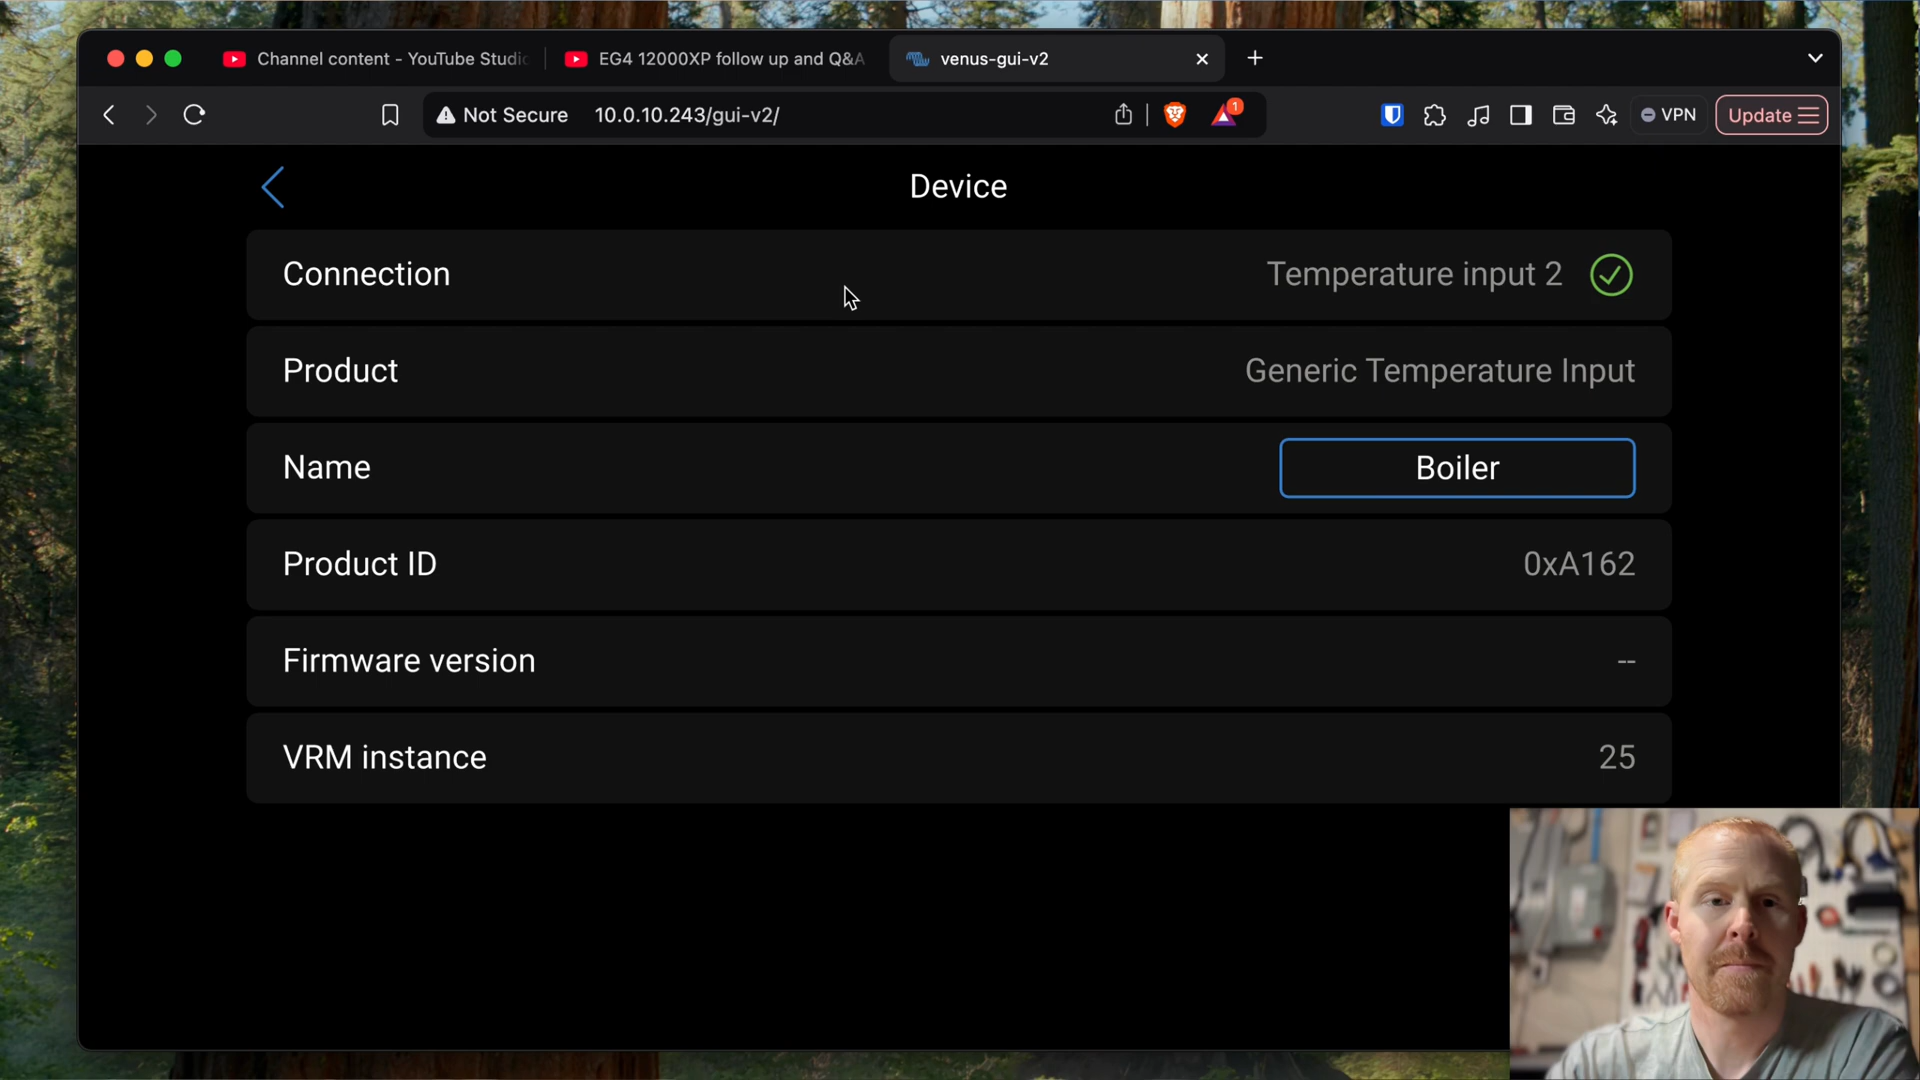 Channel content - YouTube Studi
EG4 12000XP follow up and Q&A
venus-gui-v2
Not Secure 10.0.10.243/gui-v2/
1
VPN
Update
Device
Connection
Temperature input 2
Product
Generic Temperature Input
Name
Boiler
Product ID
0xA162
Firmware version
--
VRM instance
25